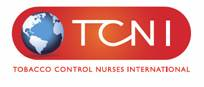 TCNI
TOBACCO CONTROL NURSES INTERNATIONAL